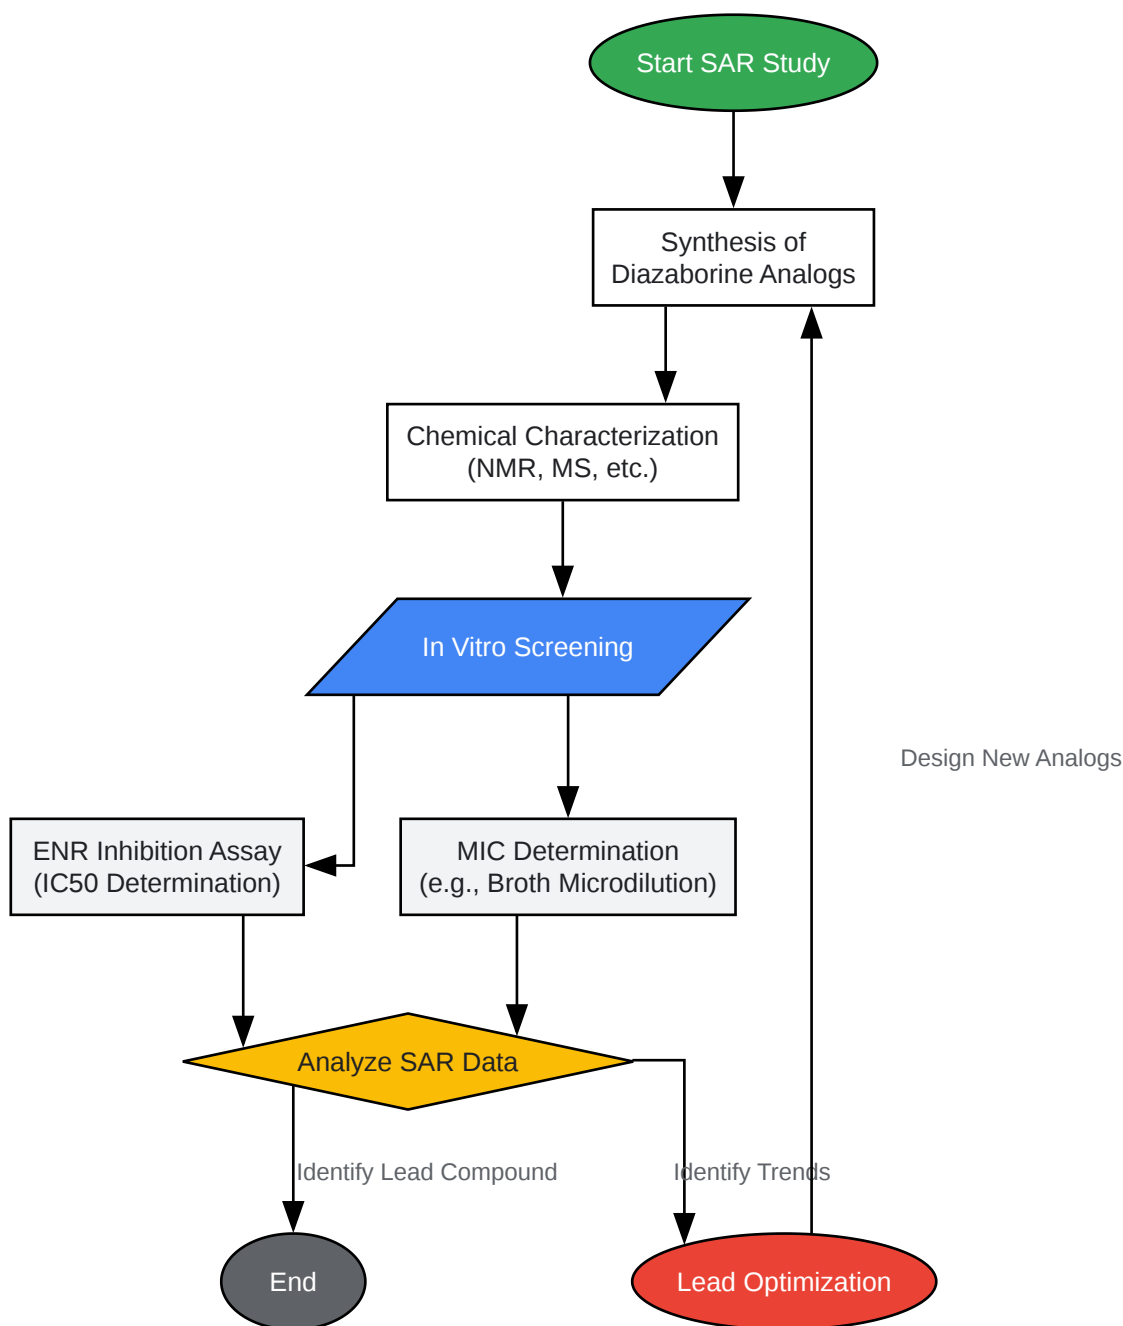 Start SAR Study
Synthesis of
Diazaborine Analogs
Chemical Characterization
(NMR, MS, etc.)
In Vitro Screening
Design New Analogs
ENR Inhibition Assay
(IC50 Determination)
MIC Determination
(e.g., Broth Microdilution)
Analyze SAR Data
Identify Lead Compound
Identify Trends
End
Lead Optimization